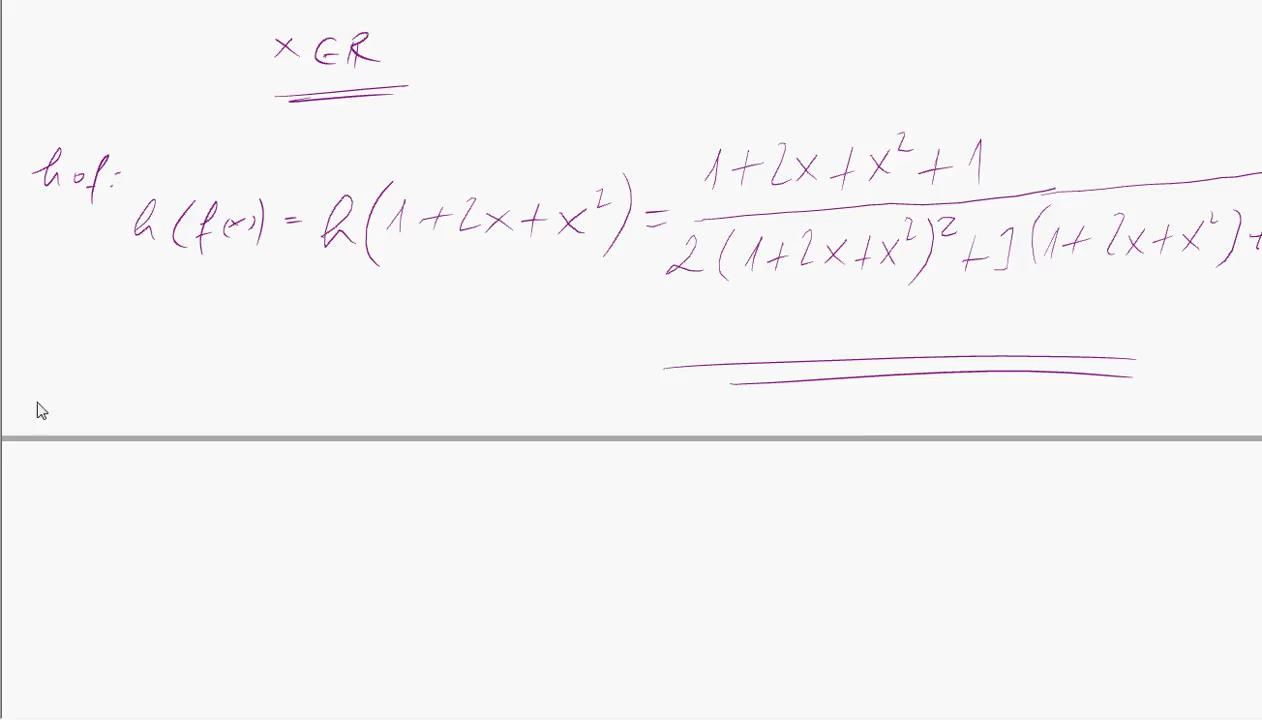 x ∈ R
hof:
h(f(x)) = h(1+2x+x²) = (1+2x+x²+1)/(2(1+2x+x²)²+3(1+2x+x²)+